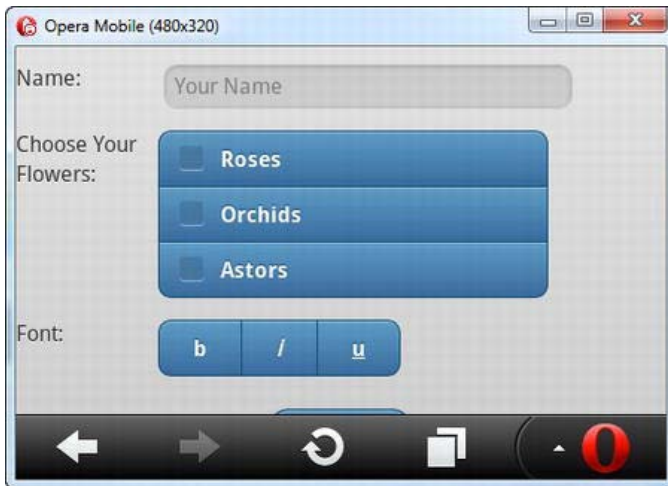 Opera Mobile (480x320)
Name:
Your Name
Choose Your
Flowers:
Roses
Orchids
Astors
Font:
b
i
u